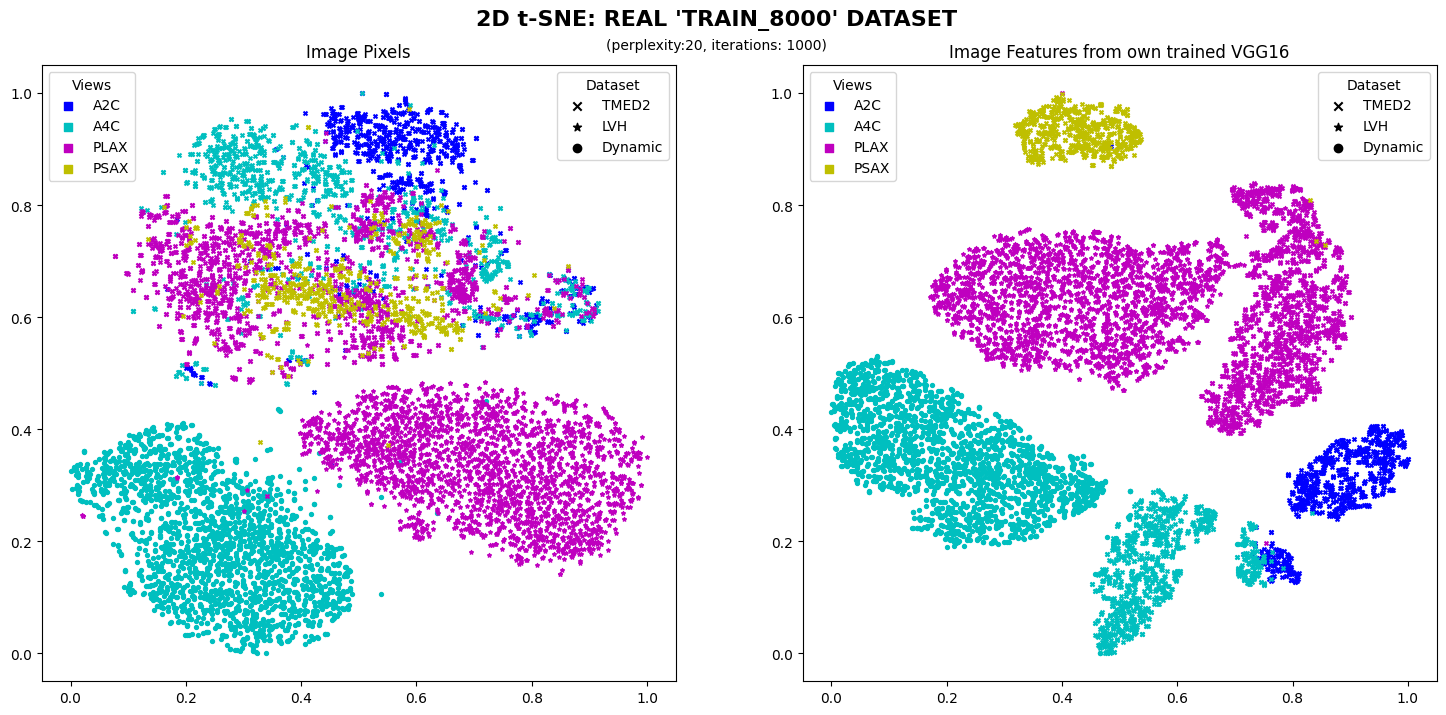 2D t-SNE: REAL 'TRAIN_8000' DATASET
(perplexity:20, iterations: 1000)
Image Pixels
Views
A2C
A4C
PLAX
PSAX
Dataset
TMED2
LVH
Dynamic
1.0
0.8
0.6
0.4
0.2
0.0
0.0 0.2 0.4 0.6 0.8 1.0
Image Features from own trained VGG16
Views
A2C
A4C
PLAX
PSAX
Dataset
TMED2
LVH
Dynamic
1.0
0.8
0.6
0.4
0.2
0.0
0.0 0.2 0.4 0.6 0.8 1.0